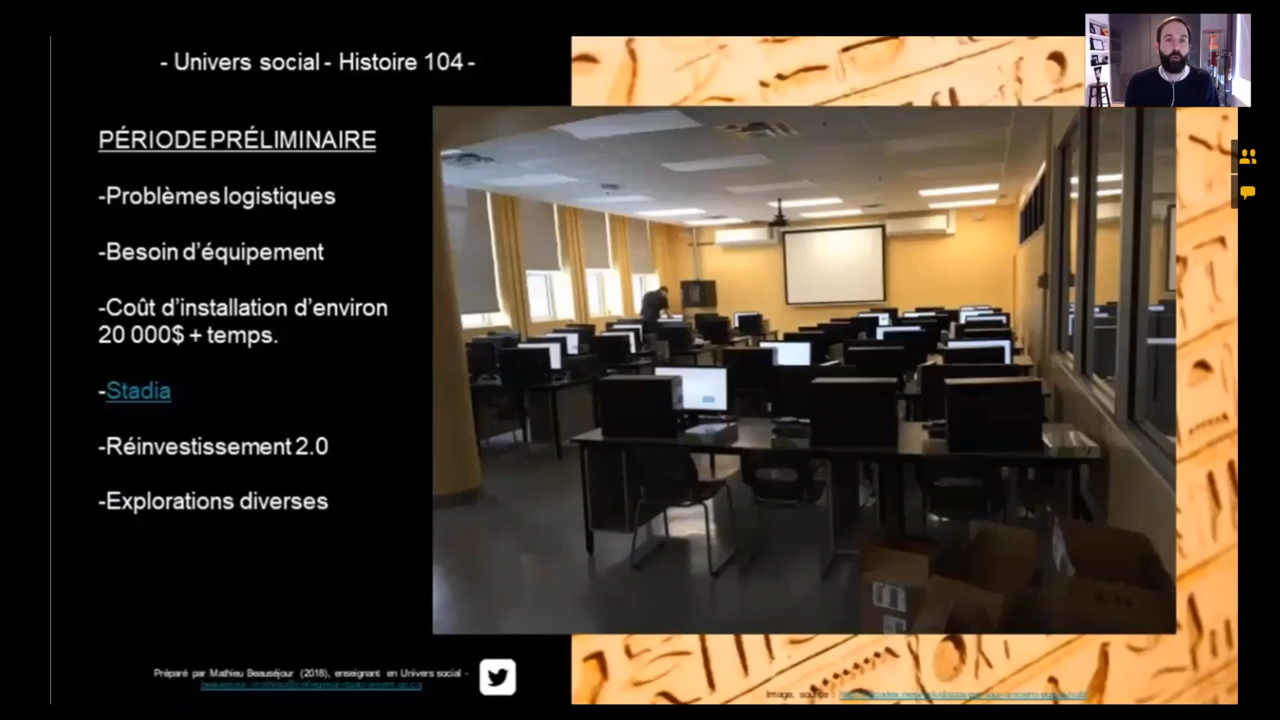 - Univers social - Histoire 104 -
PÉRIODE PRÉLIMINAIRE
-Problèmes logistiques
-Besoin d'équipement
-Coût d'installation d'environ
20 000$ + temps.
-Stadia
-Réinvestissement 2.0
-Explorations diverses
Préparé par Mathieu Beauséjour (2018), enseignant en Univers social -
Image, source :